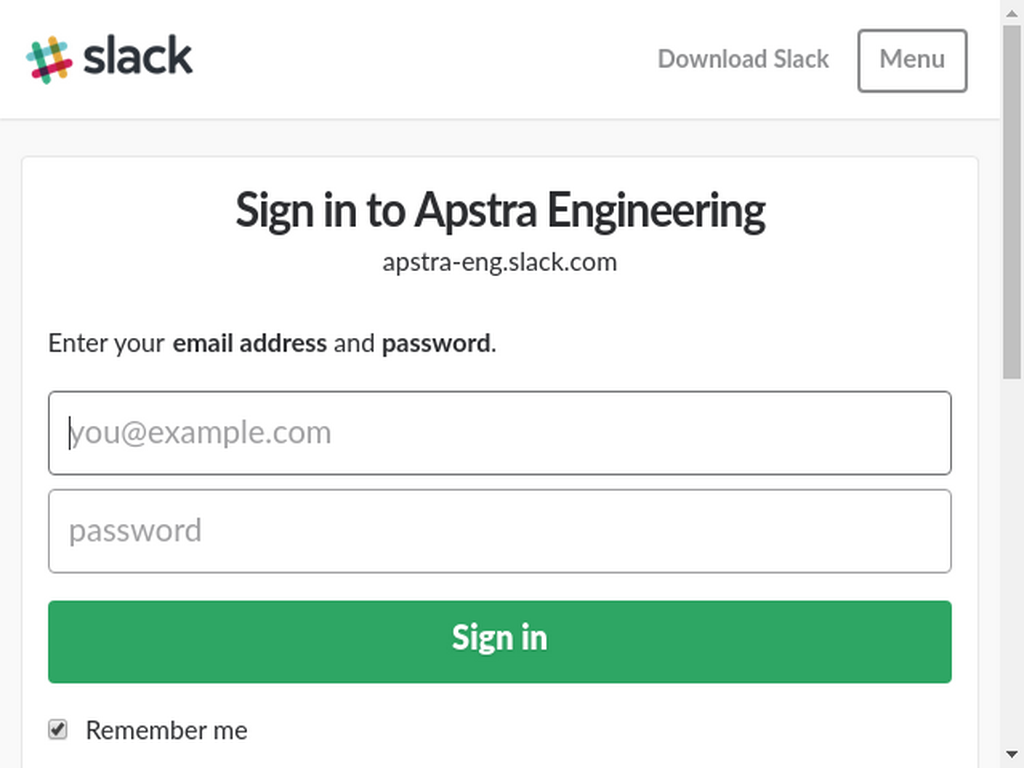 slack
Download Slack
Menu
Sign in to Apstra Engineering
apstra-eng.slack.com
Enter your email address and password.
you@example.com
password
Sign in
Remember me